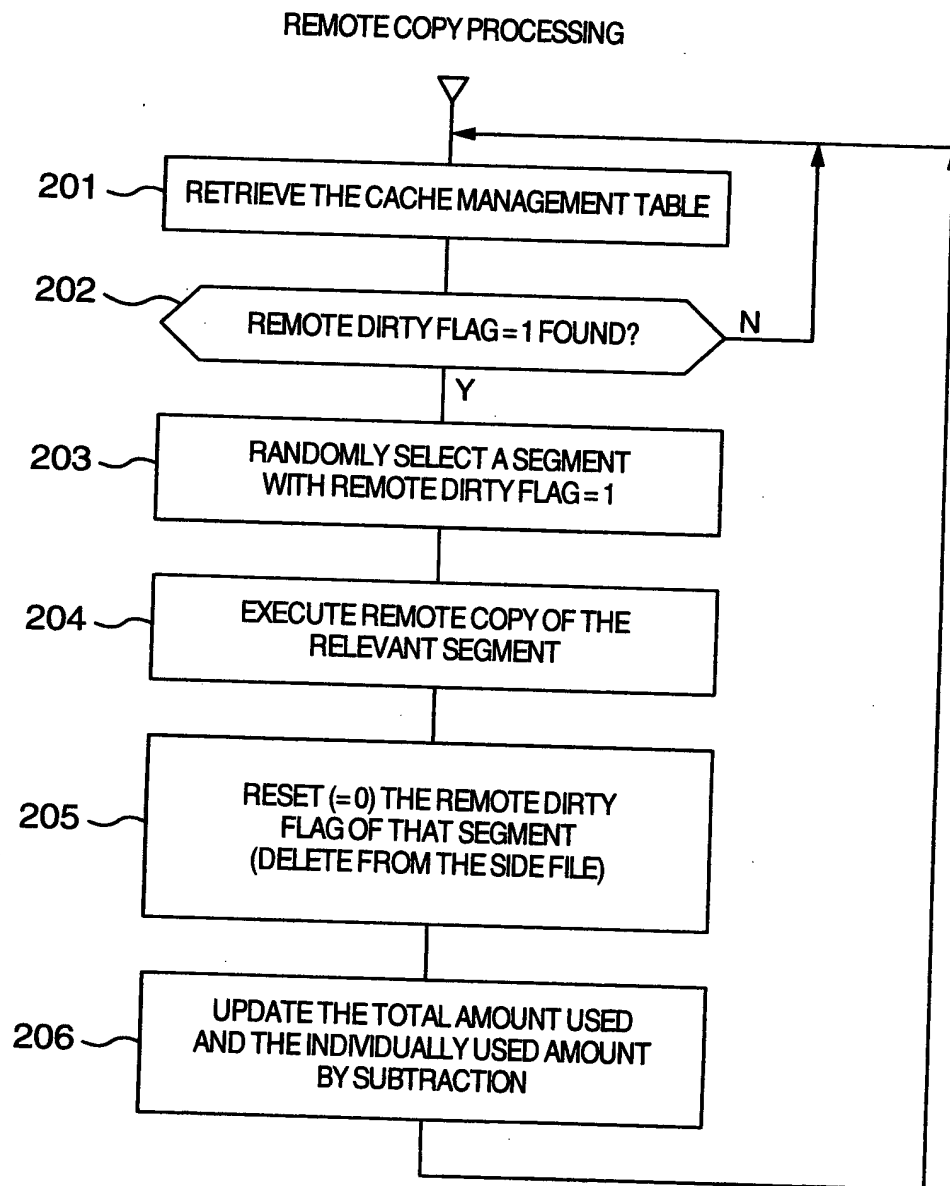 REMOTE COPY PROCESSING
201
RETRIEVE THE CACHE MANAGEMENT TABLE
202
REMOTE DIRTY FLAG = 1 FOUND?
N
Y
203
RANDOMLY SELECT A SEGMENT
WITH REMOTE DIRTY FLAG = 1
204
EXECUTE REMOTE COPY OF THE
RELEVANT SEGMENT
205
RESET (= 0) THE REMOTE DIRTY
FLAG OF THAT SEGMENT
(DELETE FROM THE SIDE FILE)
206
UPDATE THE TOTAL AMOUNT USED
AND THE INDIVIDUALLY USED AMOUNT
BY SUBTRACTION